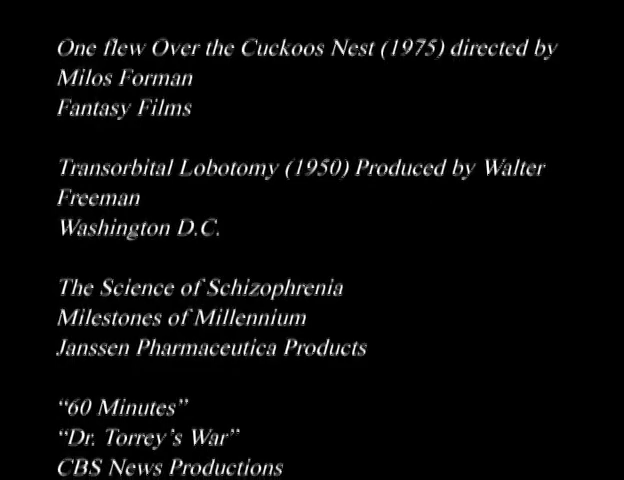 One flew Over the Cuckoos Nest (1975) directed by
Milos Forman
Fantasy Films
Transorbital Lobotomy (1950) Produced by Walter
Freeman
Washington D.C.
The Science of Schizophrenia
Milestones of Millennium
Janssen Pharmaceutica Products
“60 Minutes”
“Dr. Torrey’s War”
CBS News Productions